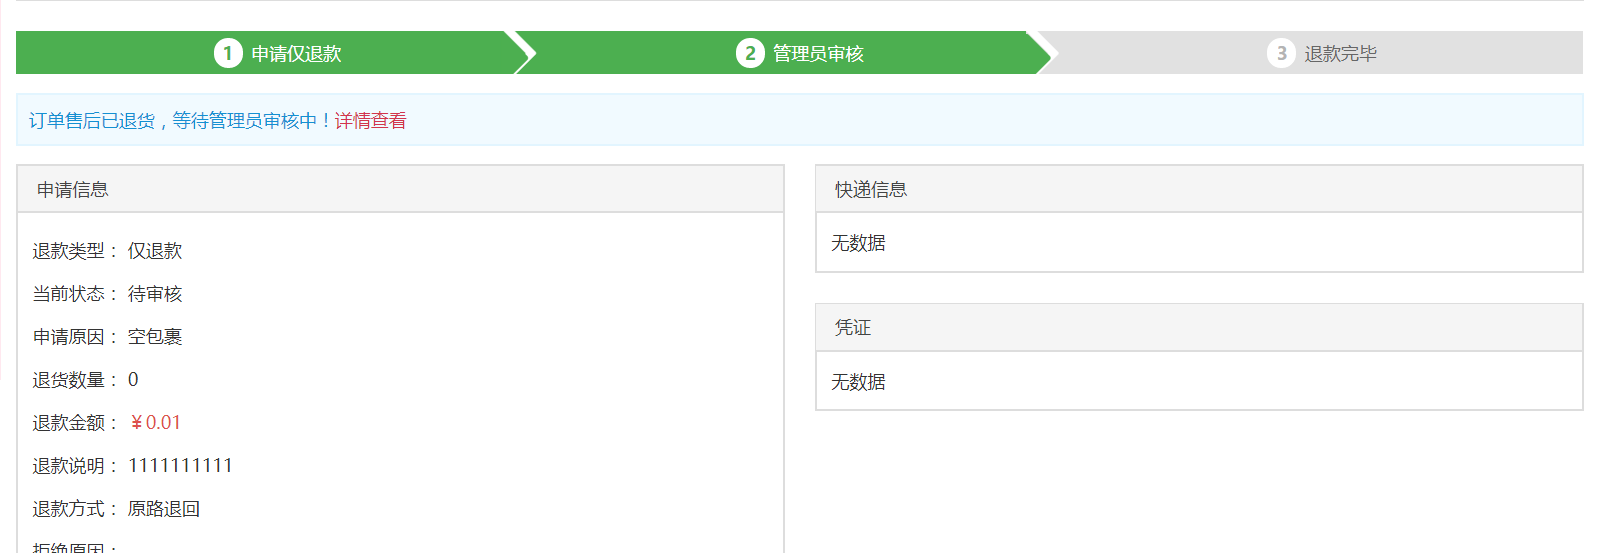 1 申请仅退款
2 管理员审核
3 退款完毕
订单售后已退货，等待管理员审核中！详情查看
申请信息
退款类型： 仅退款
当前状态： 待审核
申请原因： 空包裹
退货数量： 0
退款金额： ￥0.01
退款说明： 1111111111
退款方式： 原路退回
拒绝原因：
快递信息
无数据
凭证
无数据